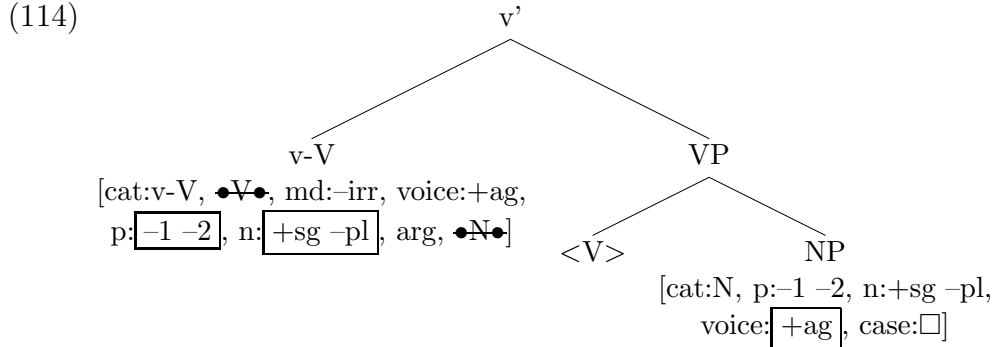 (114)
v’
v-V VP
[cat:v-V, ●V●, md:–irr, voice:+ag,
p: –1 –2 , n: +sg –pl , arg, ●N●]
<V> NP
[cat:N, p:–1 –2, n:+sg –pl,
voice: +ag , case:□]